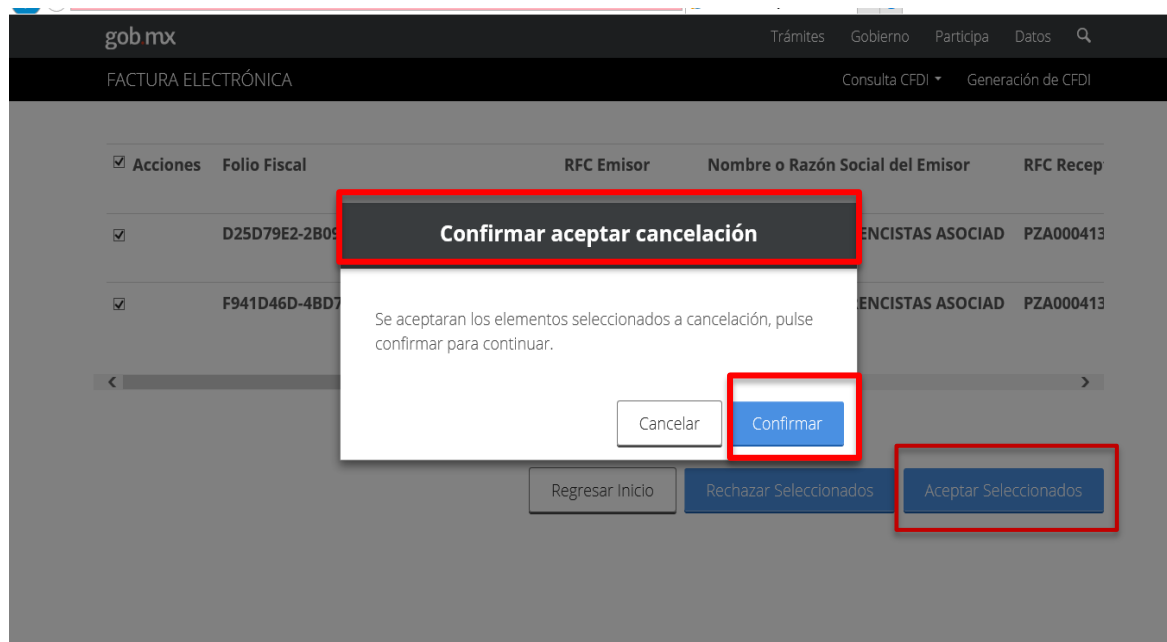 gob.mx Trámites Gobierno Participa Datos
FACTURA ELECTRÓNICA Consulta CFDI Generación de CFDI
Acciones Folio Fiscal RFC Emisor Nombre o Razón Social del Emisor RFC Recep
D25D79E2-2B09 ENCISTAS ASOCIAD PZA000413
F941D46D-4BD7 ENCISTAS ASOCIAD PZA000413
Confirmar aceptar cancelación
Se aceptaran los elementos seleccionados a cancelación, pulse
confirmar para continuar.
Cancelar Confirmar
Regresar Inicio Rechazar Seleccionados Aceptar Seleccionados